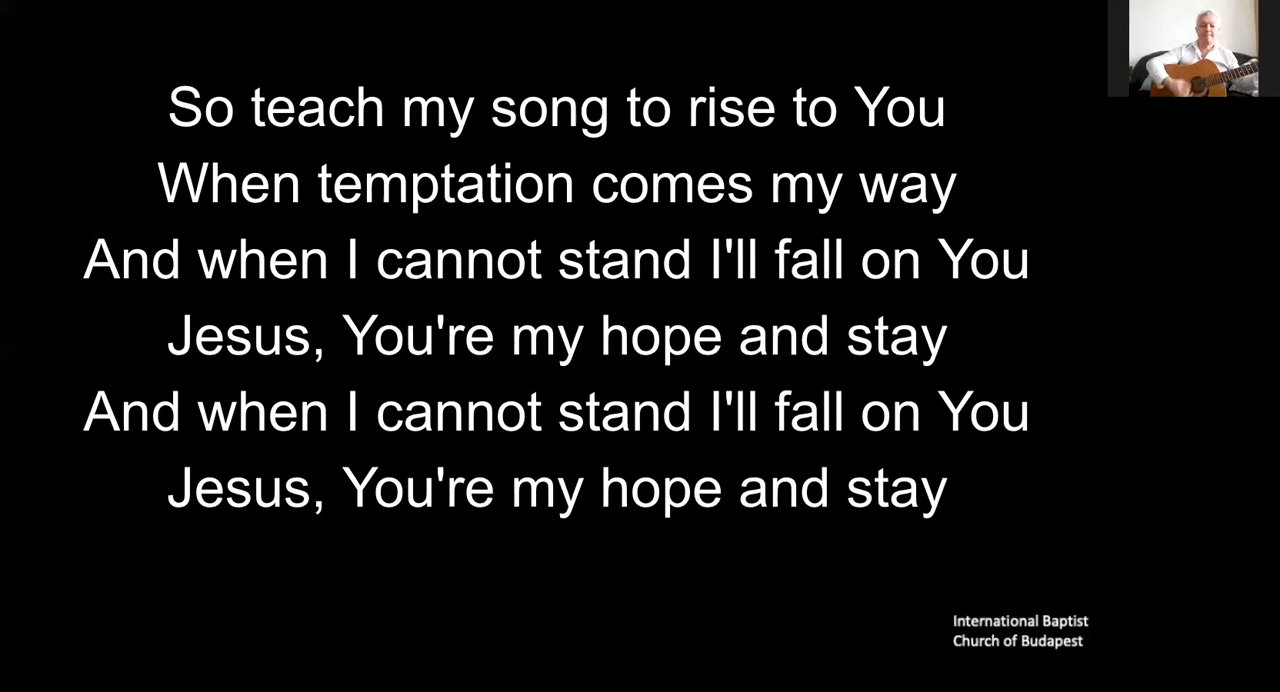 So teach my song to rise to You
When temptation comes my way
And when I cannot stand I'll fall on You
Jesus, You're my hope and stay
And when I cannot stand I'll fall on You
Jesus, You're my hope and stay
International Baptist
Church of Budapest